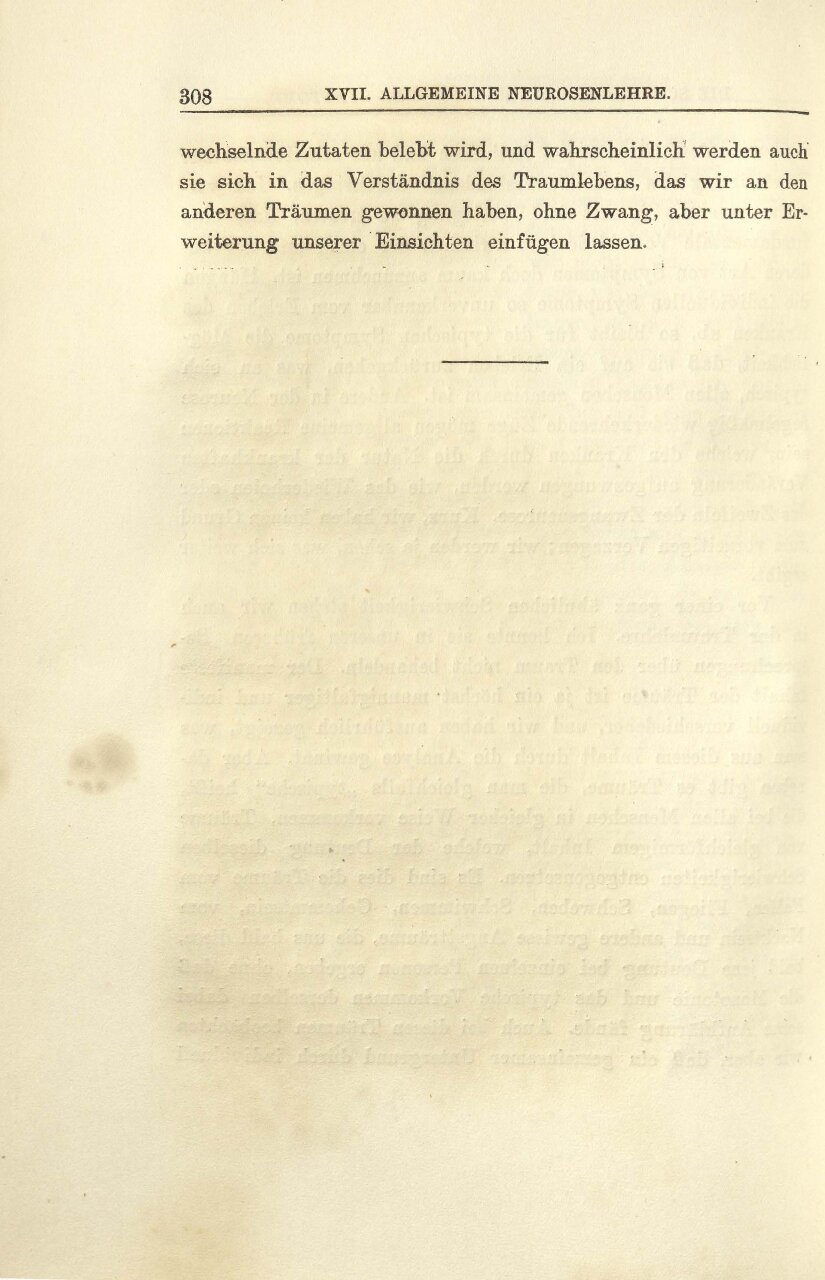 308 XVII. ALLGEMEINE NEUROSENLEHRE.
wechselnde Zutaten belebt wird, und wahrscheinlich werden auch
sie sich in das Verständnis des Traumlebens, das wir an den
anderen Träumen gewonnen haben, ohne Zwang, aber unter Er-
weiterung unserer Einsichten einfügen lassen.